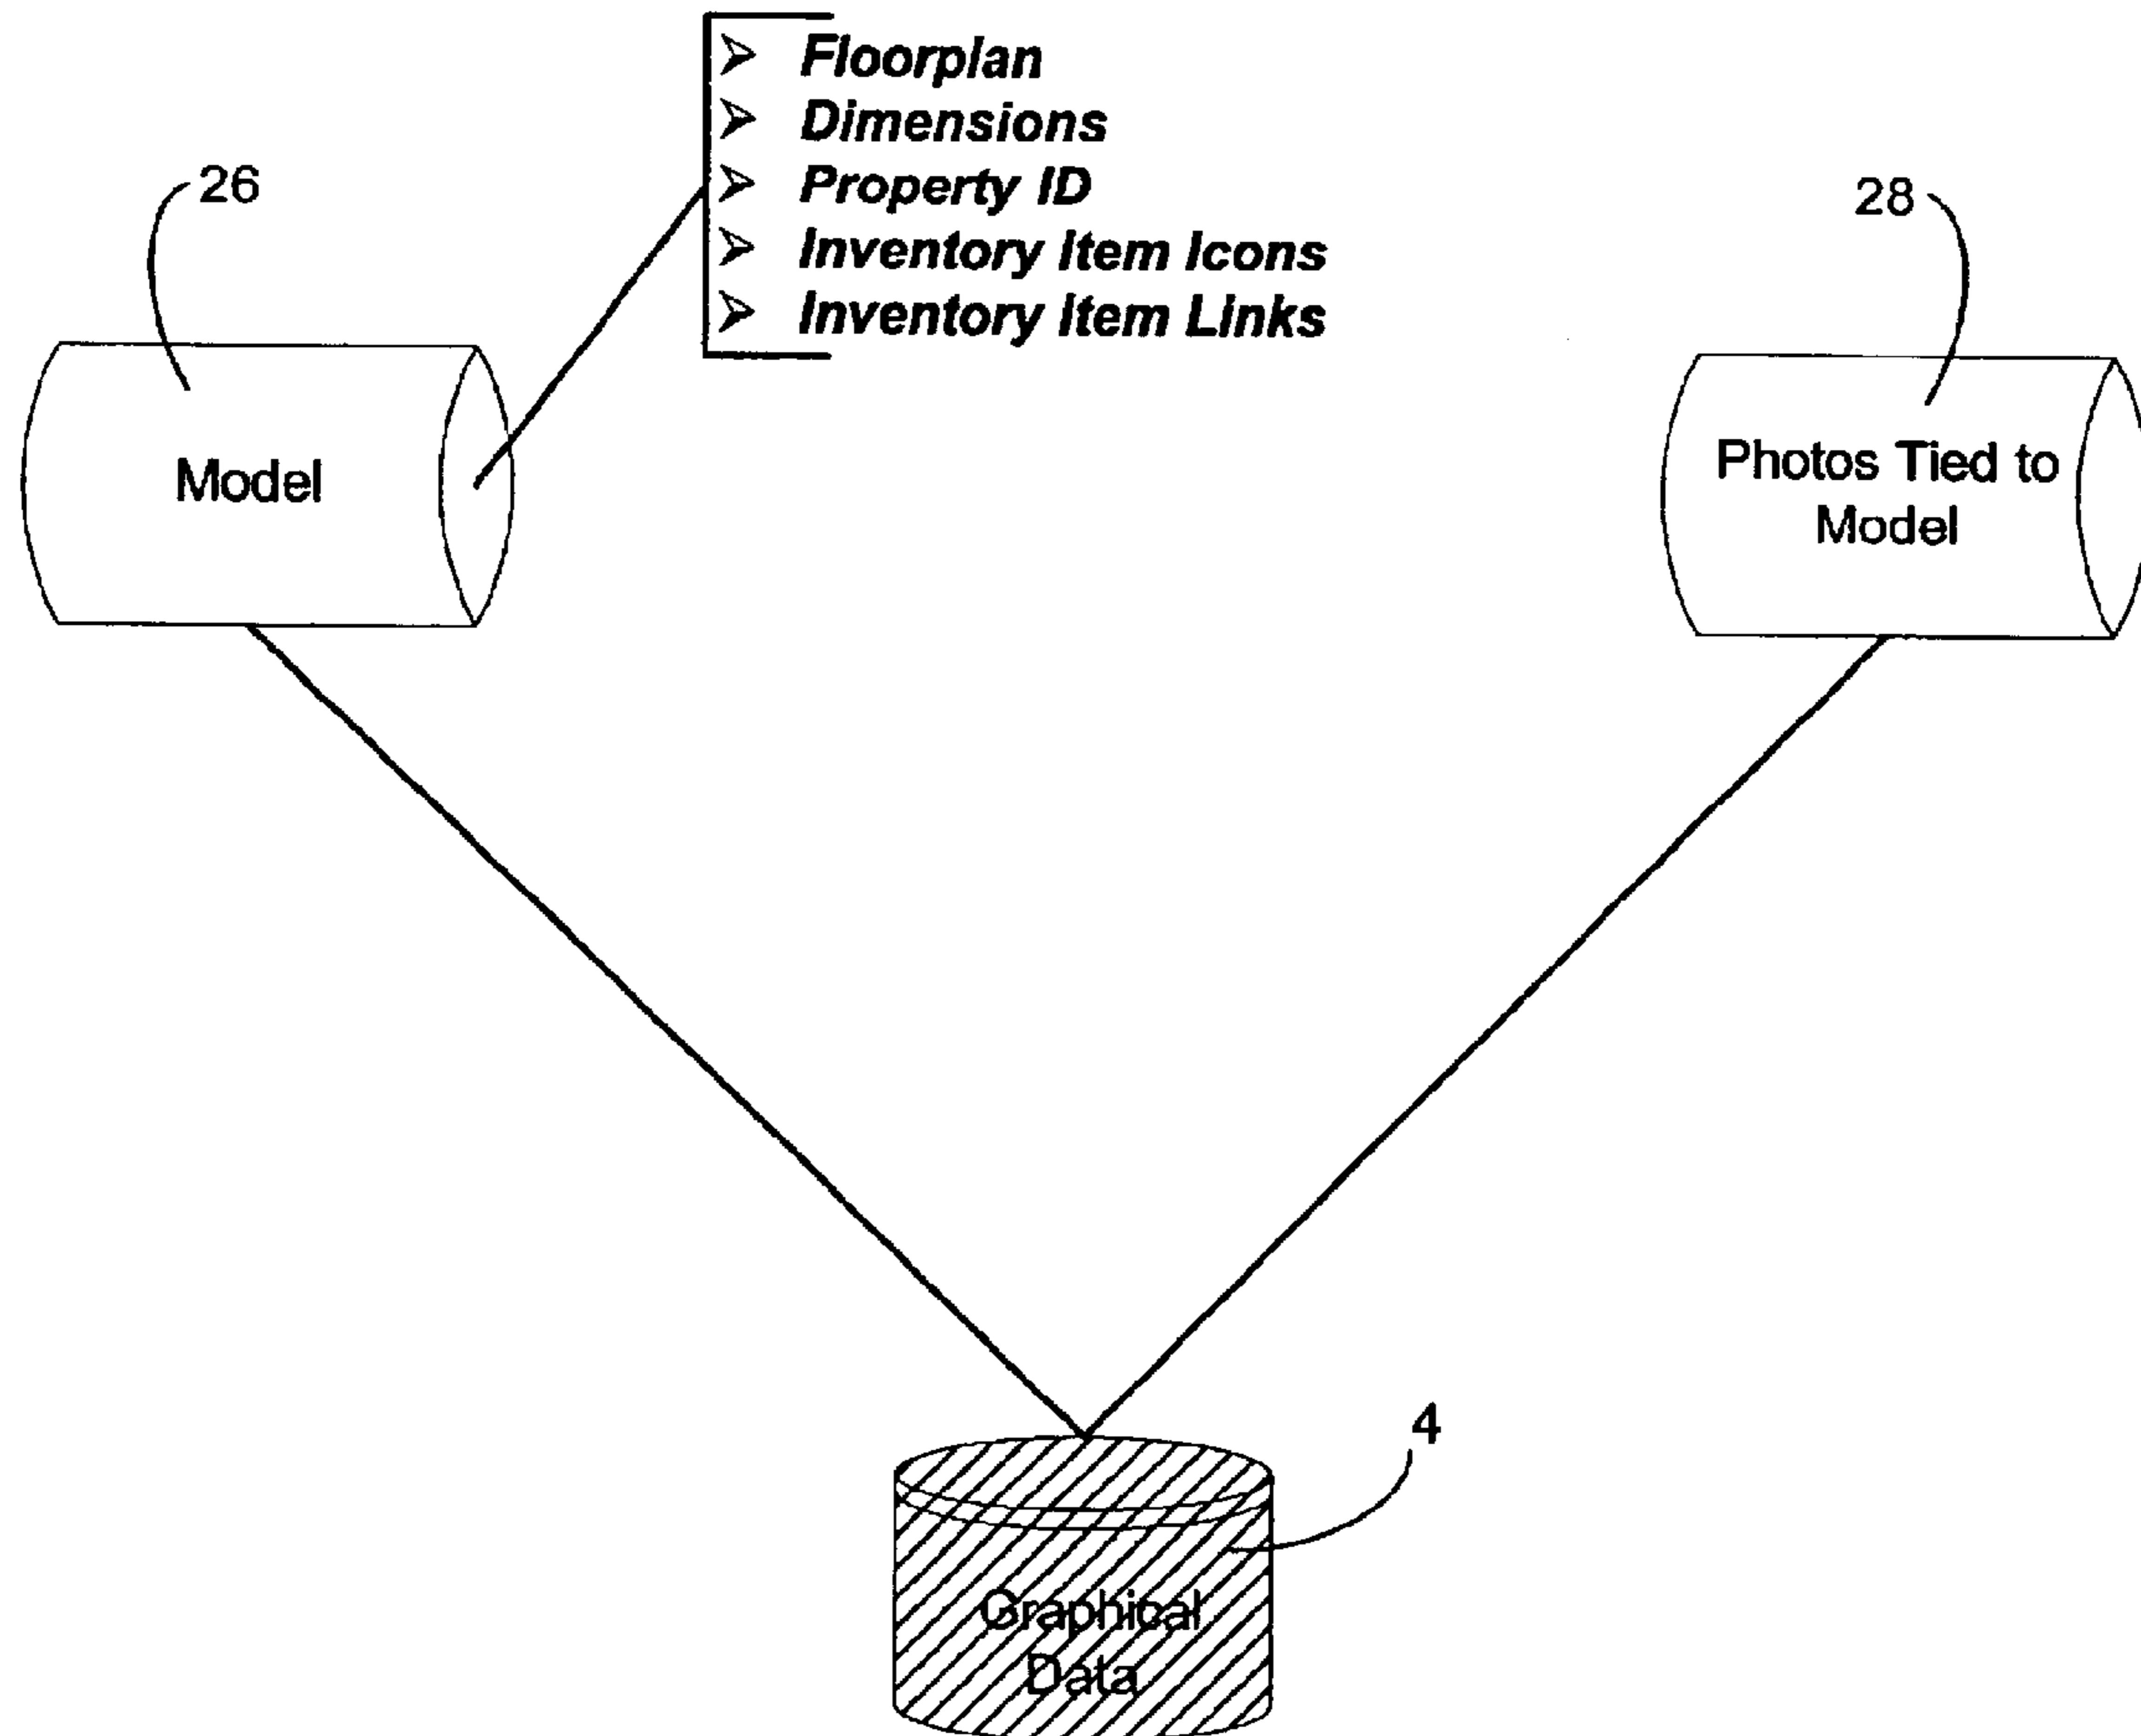 Floorplan
Dimensions
Property ID
Inventory Item Icons
Inventory Item Links
26
28
Model
Photos Tied to
Model
4
Graphical
Data